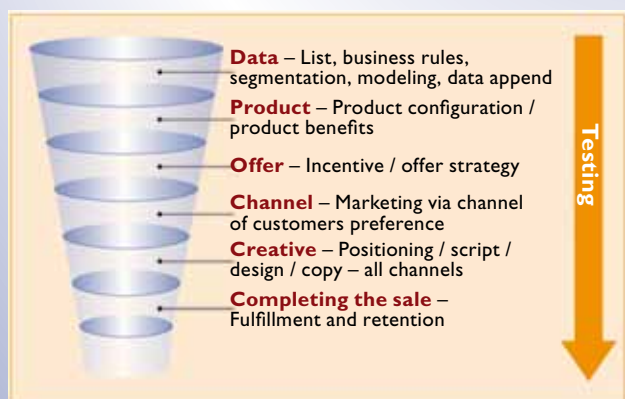 Data – List, business rules,
segmentation, modeling, data append
Product – Product configuration /
product benefits
Offer – Incentive / offer strategy
Channel – Marketing via channel
of customers preference
Creative – Positioning / script /
design / copy – all channels
Completing the sale –
Fulfillment and retention
Testing